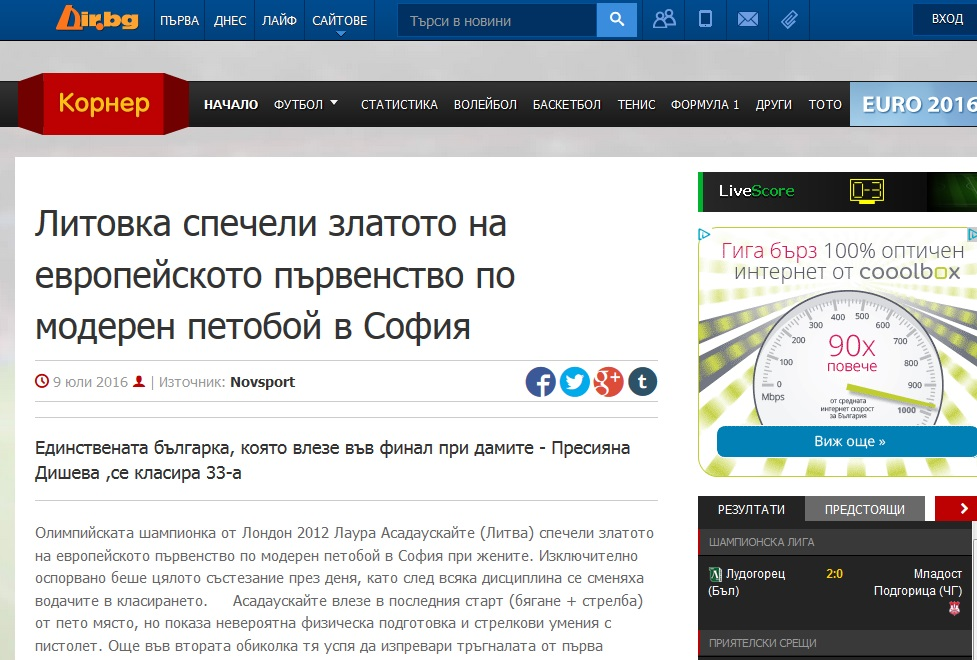 Dir.bg ПЪРВА ДНЕС ЛАЙФ САЙТОВЕ Търси в новини ВХОД
Корнер НАЧАЛО ФУТБОЛ СТАТИСТИКА ВОЛЕЙБОЛ БАСКЕТБОЛ ТЕНИС ФОРМУЛА 1 ДРУГИ ТОТО EURO 2016
Литовка спечели златото на
европейското първенство по
модерен петобой в София
9 юли 2016 | Източник: Novsport
Единствената българка, която влезе във финал при дамите - Пресияна
Дишева ,се класира 33-а
Олимпийската шампионка от Лондон 2012 Лаура Асадаускайте (Литва) спечели златото
на европейското първенство по модерен петобой в София при жените. Изключително
оспорвано беше цялото състезание през деня, като след всяка дисциплина се сменяха
водачите в класирането. Асадаускайте влезе в последния старт (бягане + стрелба)
от пето място, но показа невероятна физическа подготовка и стрелкови умения с
пистолет. Още във втората обиколка тя успя да изпревари тръгналата от първа
LiveScore 0-3
Гига бърз 100% оптичен
интернет от cooolbox
0 100 200 300 400 500 600 700 800 900 1000
Mbps
90x
повече
от средната
интернет скорост
за България
Виж още »
РЕЗУЛТАТИ ПРЕДСТОЯЩИ
ШАМПИОНСКА ЛИГА
Лудогорец 2:0 Младост
(Бъл) Подгорица (ЧГ)
ПРИЯТЕЛСКИ СРЕЩИ